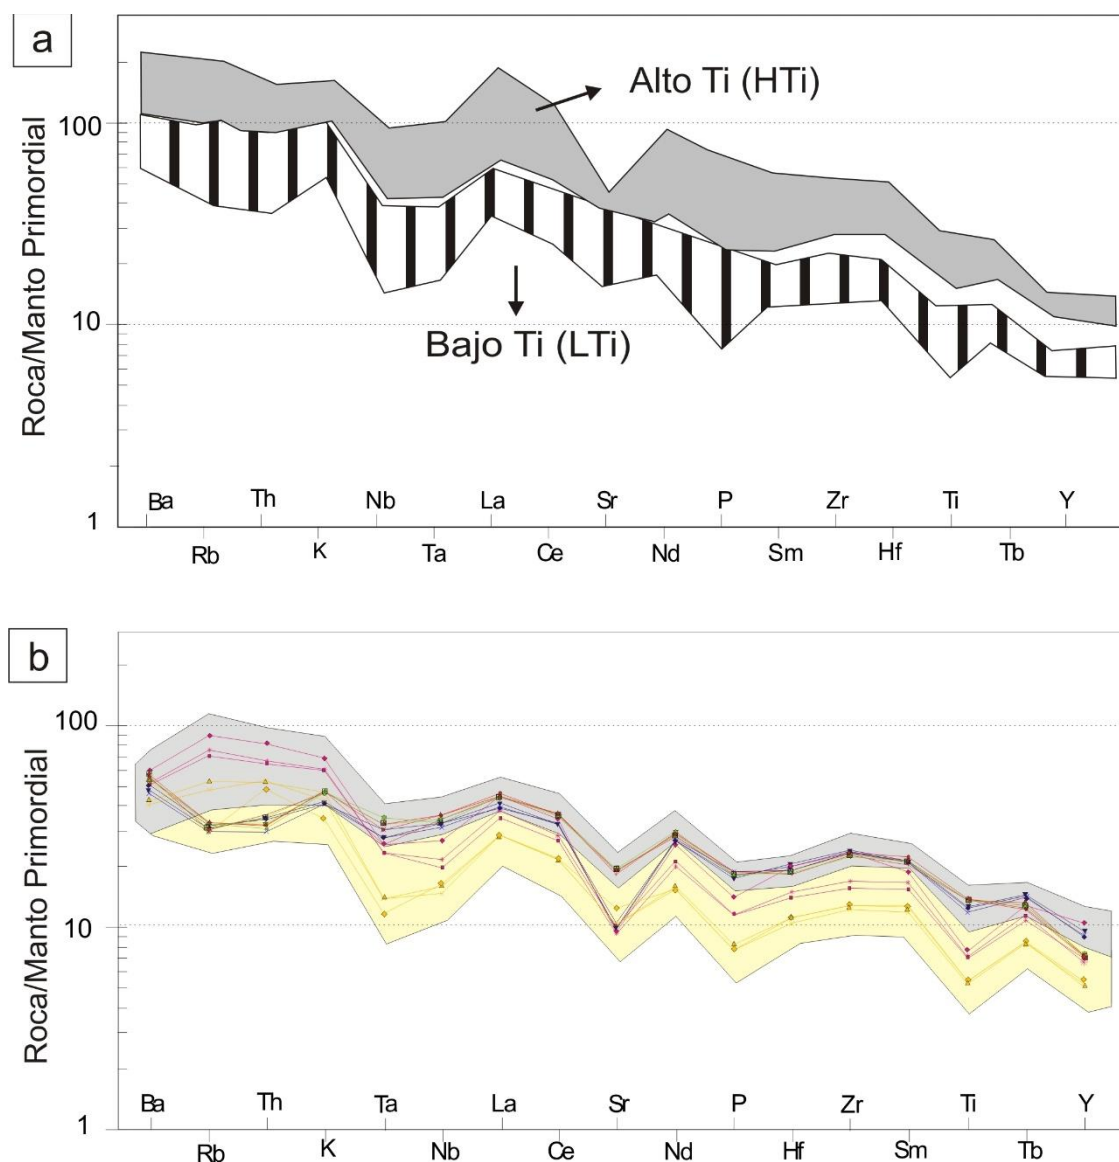 a
Roca/Manto Primordial
100
10
1
Alto Ti (HTi)
Bajo Ti (LTi)
Ba Th Nb La Sr P Zr Ti Y
Rb K Ta Ce Nd Sm Hf Tb
b
Roca/Manto Primordial
100
10
1
Ba Th Ta La Sr P Zr Ti Y
Rb K Nb Ce Nd Hf Sm Tb